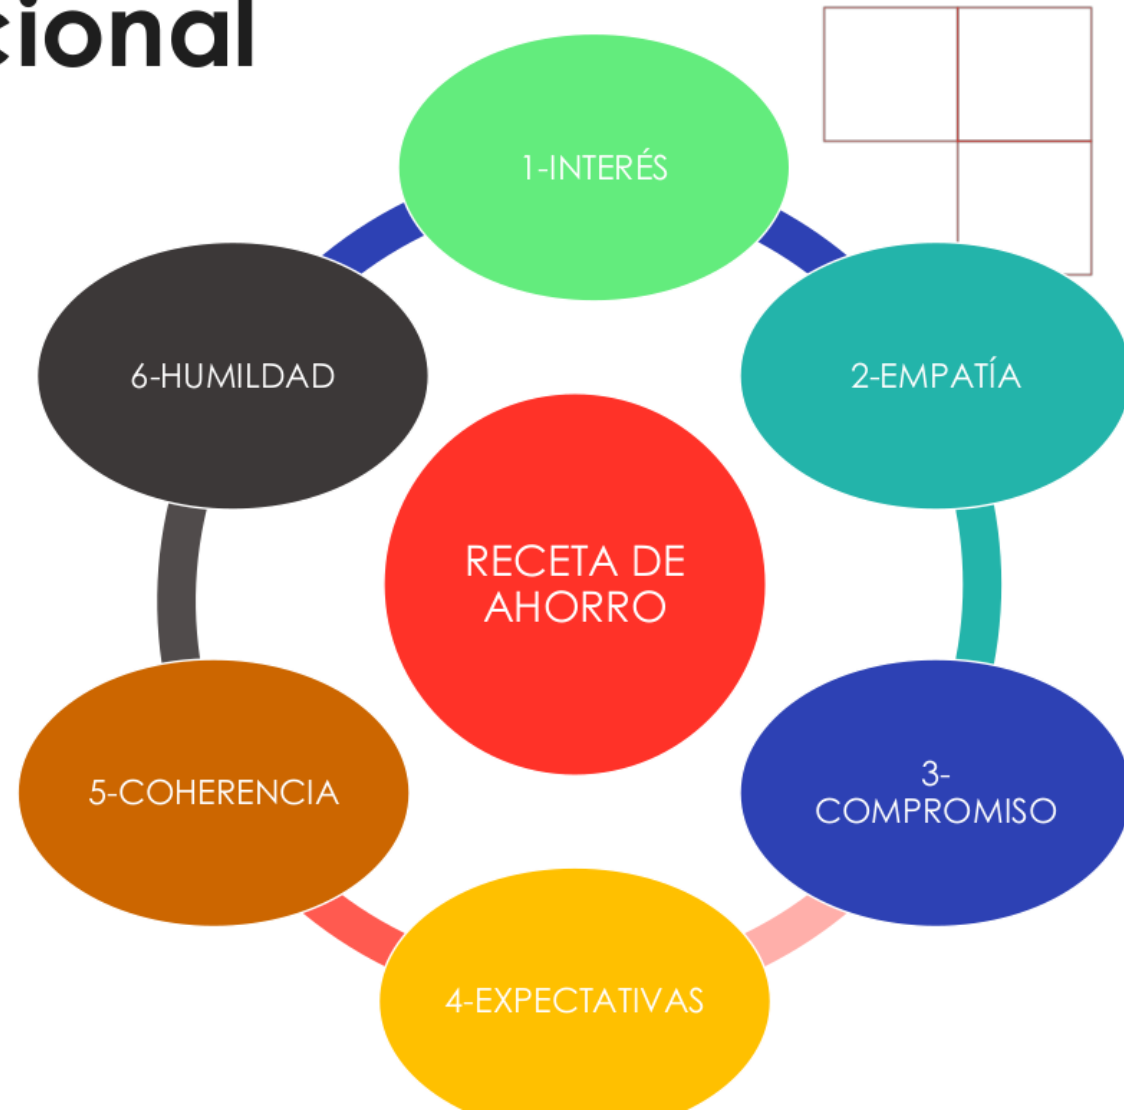 cional
1-INTERÉS
2-EMPATÍA
3-
COMPROMISO
4-EXPECTATIVAS
5-COHERENCIA
6-HUMILDAD
RECETA DE
AHORRO